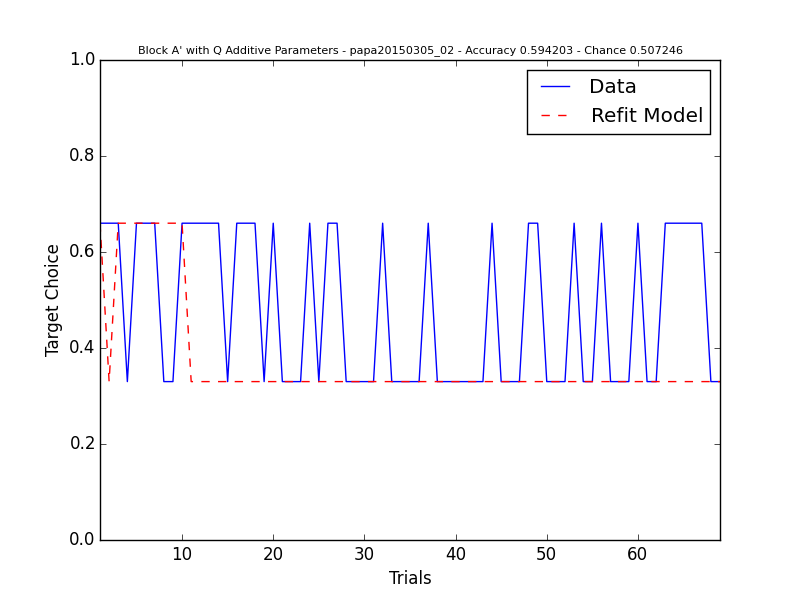 Block A' with Q Additive Parameters - papa20150305_02 - Accuracy 0.594203 - Chance 0.507246
1.0
Data
Refit Model
0.8
0.6
Target Choice
0.4
0.2
0.0
10 20 30 40 50 60
Trials